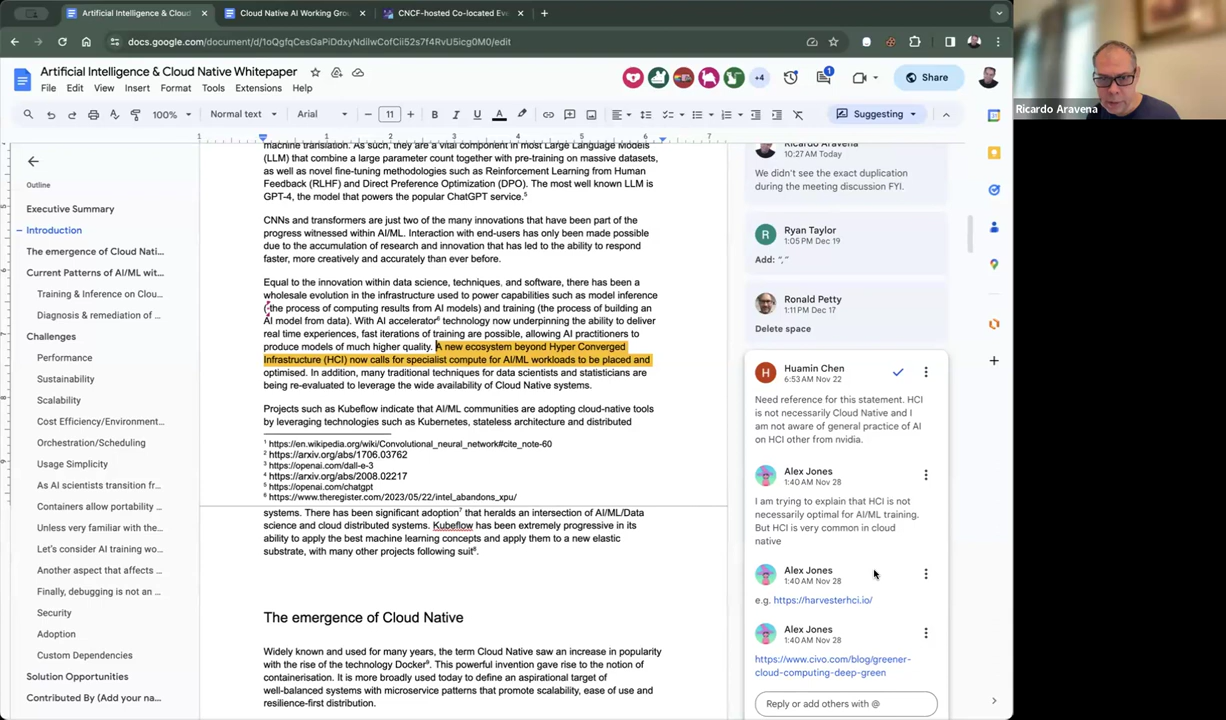 Artificial Intelligence & Cloud
Cloud Native AI Working Gro
CNCF-hosted Co-located Eve
docs.google.com/document/d/1oQgfqCesGaPiDdxyNdilwCofCii52s7f4RvU5icg0M0/edit
Artificial Intelligence & Cloud Native Whitepaper
+4
1
Share
File Edit View Insert Format Tools Extensions Help
100%
Normal text
Arial
11
Suggesting
1 1 2 3 4 5 6 7
Outline
Executive Summary
Introduction
The emergence of Cloud Nati...
Current Patterns of AI/ML wit...
Training & Inference on Clou...
Diagnosis & remediation of...
Challenges
Performance
Sustainability
Scalability
Cost Efficiency/Environment...
Orchestration/Scheduling
Usage Simplicity
As AI scientists transition fr...
Containers allow portability ...
Unless very familiar with the...
Let's consider AI training wo...
Another aspect that affects ...
Finally, debugging is not an ...
Security
Adoption
Custom Dependencies
Solution Opportunities
Contributed By (Add your na...
machine translation. As such, they are a vital component in most Large Language Models
(LLM) that combine a large parameter count together with pre-training on massive datasets,
as well as novel fine-tuning methodologies such as Reinforcement Learning from Human
Feedback (RLHF) and Direct Preference Optimization (DPO). The most well known LLM is
GPT-4, the model that powers the popular ChatGPT service.⁵
CNNs and transformers are just two of the many innovations that have been part of the
progress witnessed within AI/ML. Interaction with end-users has only been made possible
due to the accumulation of research and innovation that has led to the ability to respond
faster, more creatively and accurately than ever before.
Equal to the innovation within data science, techniques, and software, there has been a
wholesale evolution in the infrastructure used to power capabilities such as model inference
(the process of computing results from AI models) and training (the process of building an
AI model from data). With AI accelerator⁶ technology now underpinning the ability to deliver
real time experiences, fast iterations of training are possible, allowing AI practitioners to
produce models of much higher quality. A new ecosystem beyond Hyper Converged
Infrastructure (HCI) now calls for specialist compute for AI/ML workloads to be placed and
optimised. In addition, many traditional techniques for data scientists and statisticians are
being re-evaluated to leverage the wide availability of Cloud Native systems.
Projects such as Kubeflow indicate that AI/ML communities are adopting cloud-native tools
by leveraging technologies such as Kubernetes, stateless architecture and distributed
¹ https://en.wikipedia.org/wiki/Convolutional_neural_network#cite_note-60
² https://arxiv.org/abs/1706.03762
³ https://openai.com/dall-e-3
⁴ https://arxiv.org/abs/2008.02217
⁵ https://openai.com/chatgpt
⁶ https://www.theregister.com/2023/05/22/intel_abandons_xpu/
systems. There has been significant adoption⁷ that heralds an intersection of AI/ML/Data
science and cloud distributed systems. Kubeflow has been extremely progressive in its
ability to apply the best machine learning concepts and apply them to a new elastic
substrate, with many other projects following suit⁸.
The emergence of Cloud Native
Widely known and used for many years, the term Cloud Native saw an increase in popularity
with the rise of the technology Docker⁹. This powerful invention gave rise to the notion of
containerisation. It is more broadly used today to define an aspirational target of
well-balanced systems with microservice patterns that promote scalability, ease of use and
resilience-first distribution.
Ricardo Aravena
10:27 AM Today
We didn't see the exact duplication
during the meeting discussion FYI.
R
Ryan Taylor
1:05 PM Dec 19
Add: ","
Ronald Petty
1:11 PM Dec 17
Delete space
H
Huamin Chen
6:53 AM Nov 22
Need reference for this statement. HCI
is not necessarily Cloud Native and I
am not aware of general practice of AI
on HCI other from nvidia.
Alex Jones
1:40 AM Nov 28
I am trying to explain that HCI is not
necessarily optimal for AI/ML training.
But HCI is very common in cloud
native
Alex Jones
1:40 AM Nov 28
e.g. https://harvesterhci.io/
Alex Jones
1:40 AM Nov 28
https://www.civo.com/blog/greener-
cloud-computing-deep-green
Reply or add others with @
Ricardo Aravena